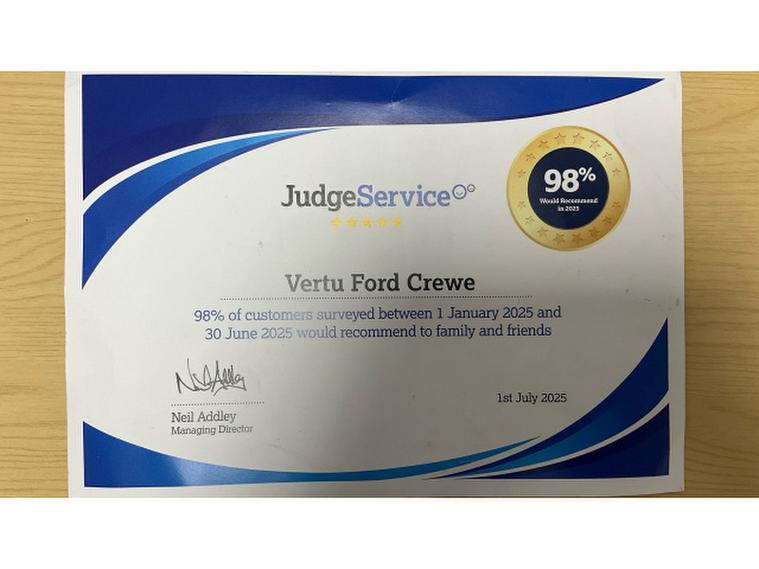 JudgeService
98%
Would Recommend
in 2025
Vertu Ford Crewe
98% of customers surveyed between 1 January 2025 and
30 June 2025 would recommend to family and friends
Neil Addley
Managing Director
1st July 2025